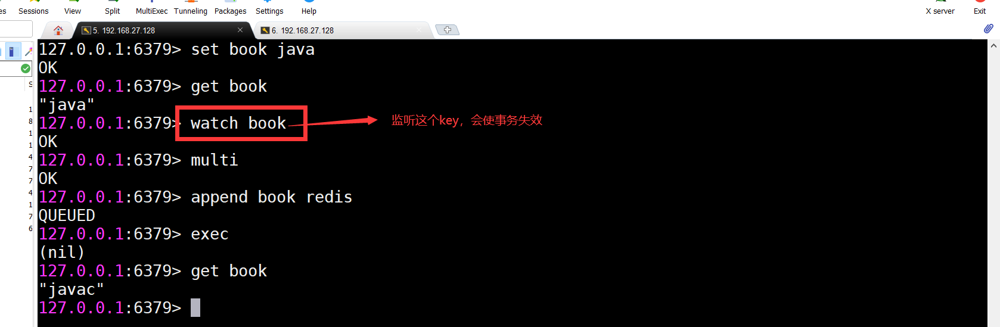 Sessions View Split MultiExec Tunneling Packages Settings Help X server Exit
5. 192.168.27.128 6. 192.168.27.128
127.0.0.1:6379> set book java
OK
127.0.0.1:6379> get book
"java"
127.0.0.1:6379> watch book
监听这个key，会使事务失效
OK
127.0.0.1:6379> multi
OK
127.0.0.1:6379> append book redis
QUEUED
127.0.0.1:6379> exec
(nil)
127.0.0.1:6379> get book
"javac"
127.0.0.1:6379>